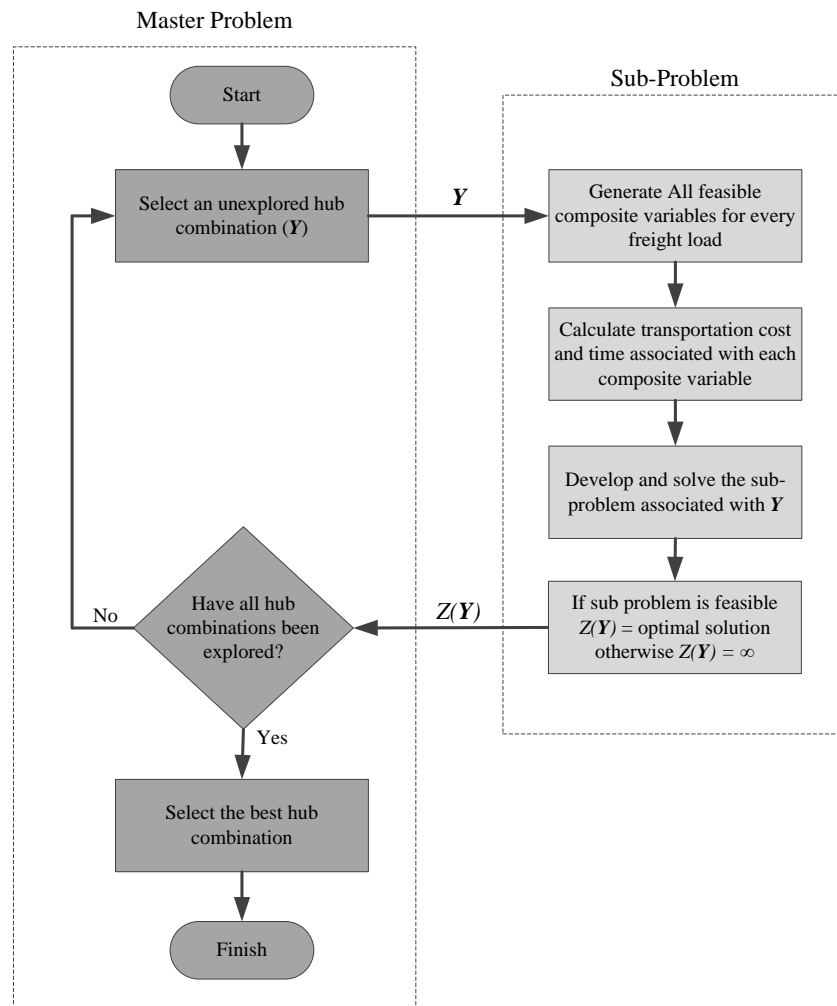 Master Problem
Sub-Problem
Start
Select an unexplored hub
combination (Y)
Y
Generate All feasible
composite variables for every
freight load
Calculate transportation cost
and time associated with each
composite variable
Develop and solve the sub-
problem associated with Y
If sub problem is feasible
Z(Y) = optimal solution
otherwise Z(Y) = ∞
Z(Y)
Have all hub
combinations been
explored?
No
Yes
Select the best hub
combination
Finish